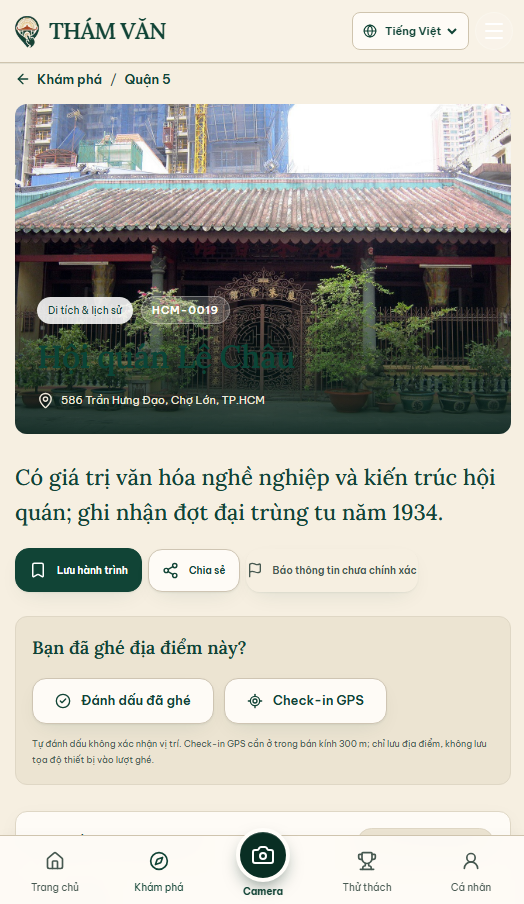 THÁM VĂN
Tiếng Việt
Khám phá / Quận 5
Di tích & lịch sử
HCM-0019
Hội quán Lệ Châu
586 Trần Hưng Đạo, Chợ Lớn, TP.HCM
Có giá trị văn hóa nghề nghiệp và kiến trúc hội
quán; ghi nhận đợt đại trùng tu năm 1934.
Lưu hành trình
Chia sẻ
Báo thông tin chưa chính xác
Bạn đã ghé địa điểm này?
Đánh dấu đã ghé
Check-in GPS
Tự đánh dấu không xác nhận vị trí. Check-in GPS cần ở trong bán kính 300 m; chỉ lưu địa điểm, không lưu
tọa độ thiết bị vào lượt ghé.
Trang chủ
Khám phá
Camera
Thử thách
Cá nhân